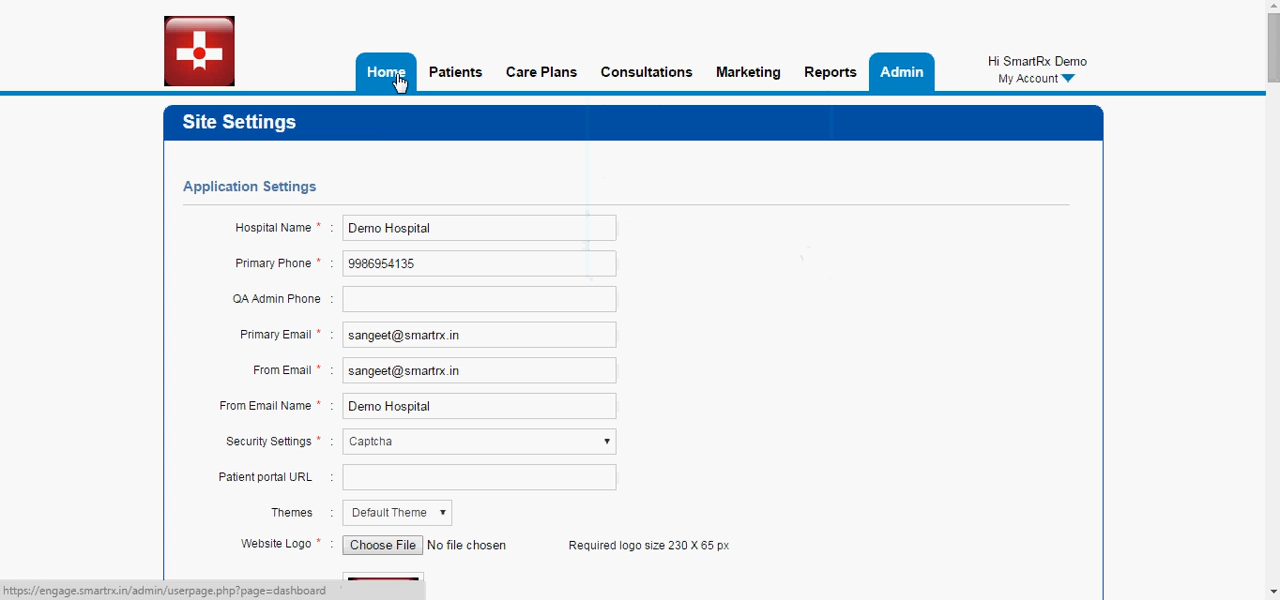 Home Patients Care Plans Consultations Marketing Reports Admin
Hi SmartRx Demo
My Account
Site Settings
Application Settings
Hospital Name * : Demo Hospital
Primary Phone * : 9986954135
QA Admin Phone :
Primary Email * : sangeet@smartrx.in
From Email * : sangeet@smartrx.in
From Email Name * : Demo Hospital
Security Settings * : Captcha
Patient portal URL :
Themes : Default Theme
Website Logo * : Choose File No file chosen Required logo size 230 X 65 px
https://engage.smartrx.in/admin/userpage.php?page=dashboard